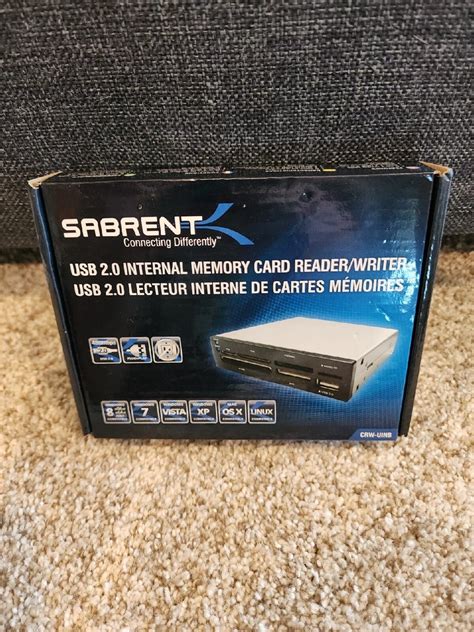 SABRENT
Connecting Differently™
USB 2.0 INTERNAL MEMORY CARD READER/WRITER
USB 2.0 LECTEUR INTERNE DE CARTES MÉMOIRES
8
7
VISTA
XP
MAC
OS X
LINUX
CRW-UINB